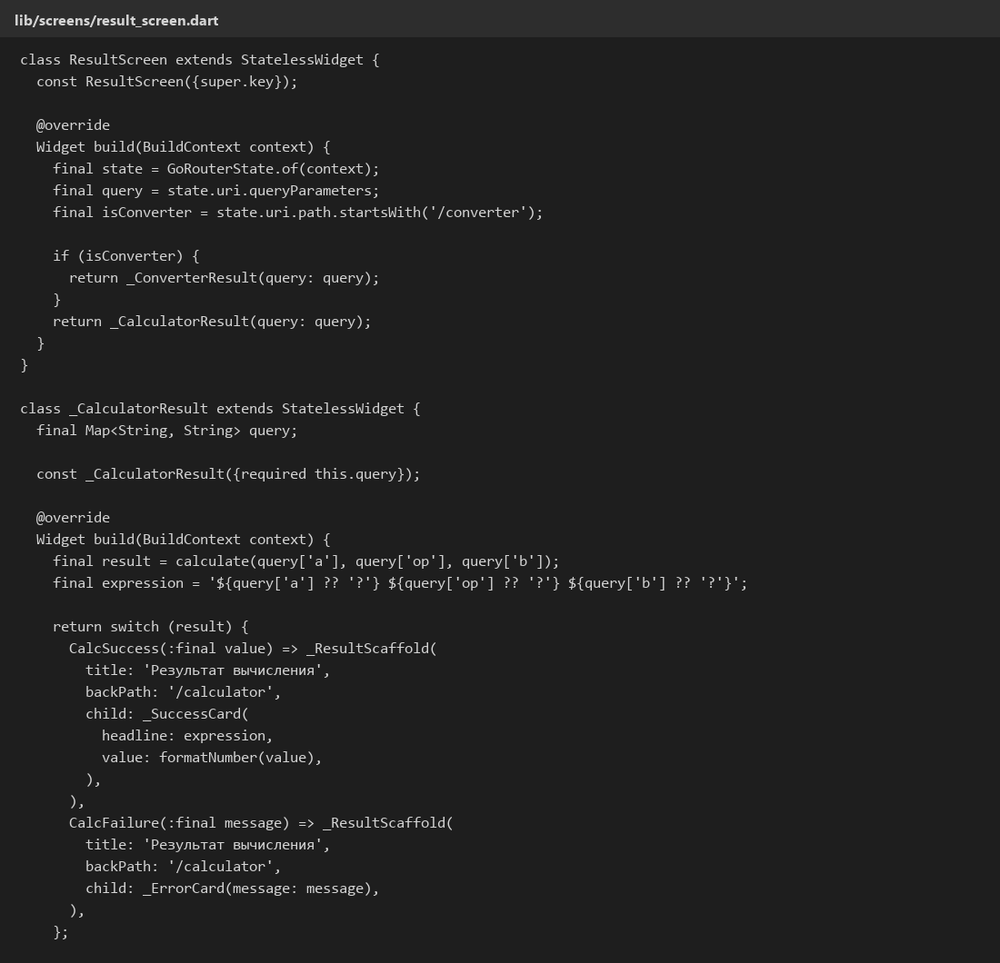 lib/screens/result_screen.dart
class ResultScreen extends StatelessWidget {
  const ResultScreen({super.key});

  @override
  Widget build(BuildContext context) {
    final state = GoRouterState.of(context);
    final query = state.uri.queryParameters;
    final isConverter = state.uri.path.startsWith('/converter');

    if (isConverter) {
      return _ConverterResult(query: query);
    }
    return _CalculatorResult(query: query);
  }
}

class _CalculatorResult extends StatelessWidget {
  final Map<String, String> query;

  const _CalculatorResult({required this.query});

  @override
  Widget build(BuildContext context) {
    final result = calculate(query['a'], query['op'], query['b']);
    final expression = '${query['a'] ?? '?'} ${query['op'] ?? '?'} ${query['b'] ?? '?'}';

    return switch (result) {
      CalcSuccess(:final value) => _ResultScaffold(
        title: 'Результат вычисления',
        backPath: '/calculator',
        child: _SuccessCard(
          headline: expression,
          value: formatNumber(value),
        ),
      ),
      CalcFailure(:final message) => _ResultScaffold(
        title: 'Результат вычисления',
        backPath: '/calculator',
        child: _ErrorCard(message: message),
      ),
    };